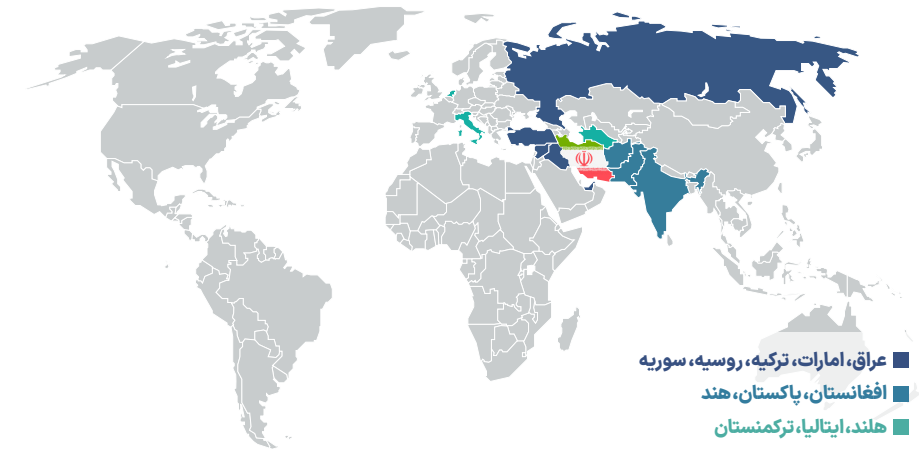 عراق، امارات، ترکیه، روسیه، سوریه
افغانستان، پاکستان، هند
هلند، ایتالیا، ترکمنستان